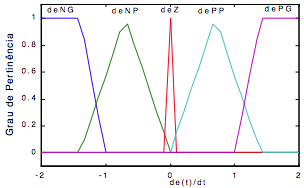 deNG deNP deZ dePP dePG
Grau de Pertinência
1
0.8
0.6
0.4
0.2
0
-2 -1 0 1 2
de(t)/dt